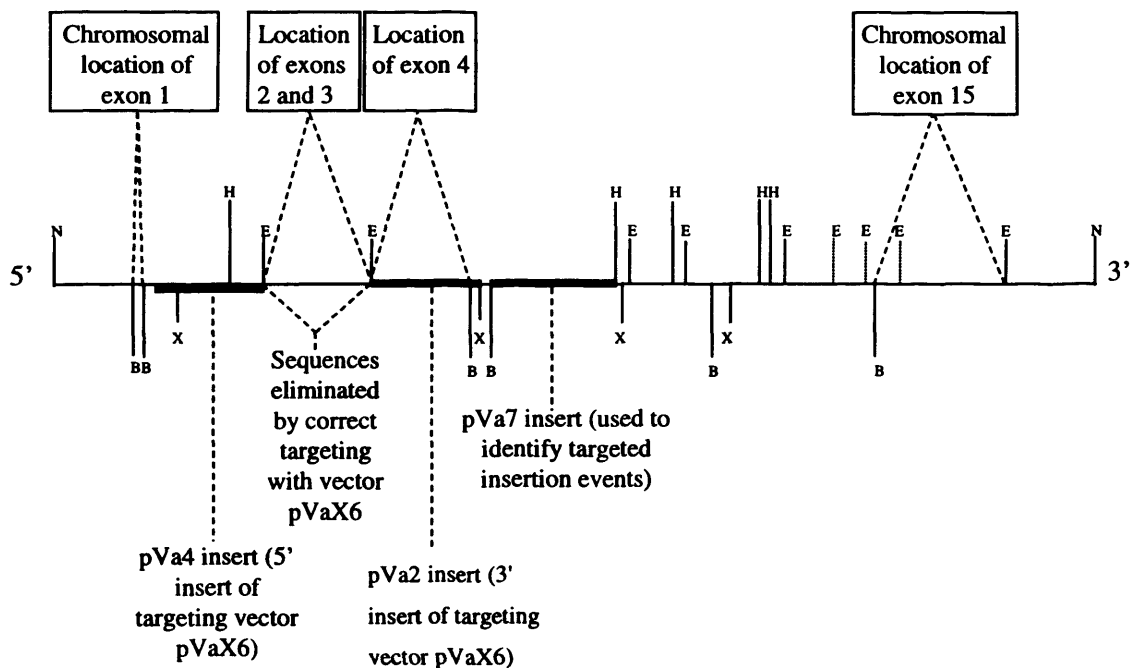 Chromosomal
location of
exon 1
Location
of exons
2 and 3
Location
of exon 4
Chromosomal
location of
exon 15
H
H
H
HH
N
E
E
E
E
E
E
E
E
E
N
5'
3'
X
X
X
X
BB
B
B
B
B
Sequences
eliminated
by correct
targeting
with vector
pVaX6
pVa7 insert (used to
identify targeted
insertion events)
pVa4 insert (5'
insert of
targeting vector
pVaX6)
pVa2 insert (3'
insert of targeting
vector pVaX6)